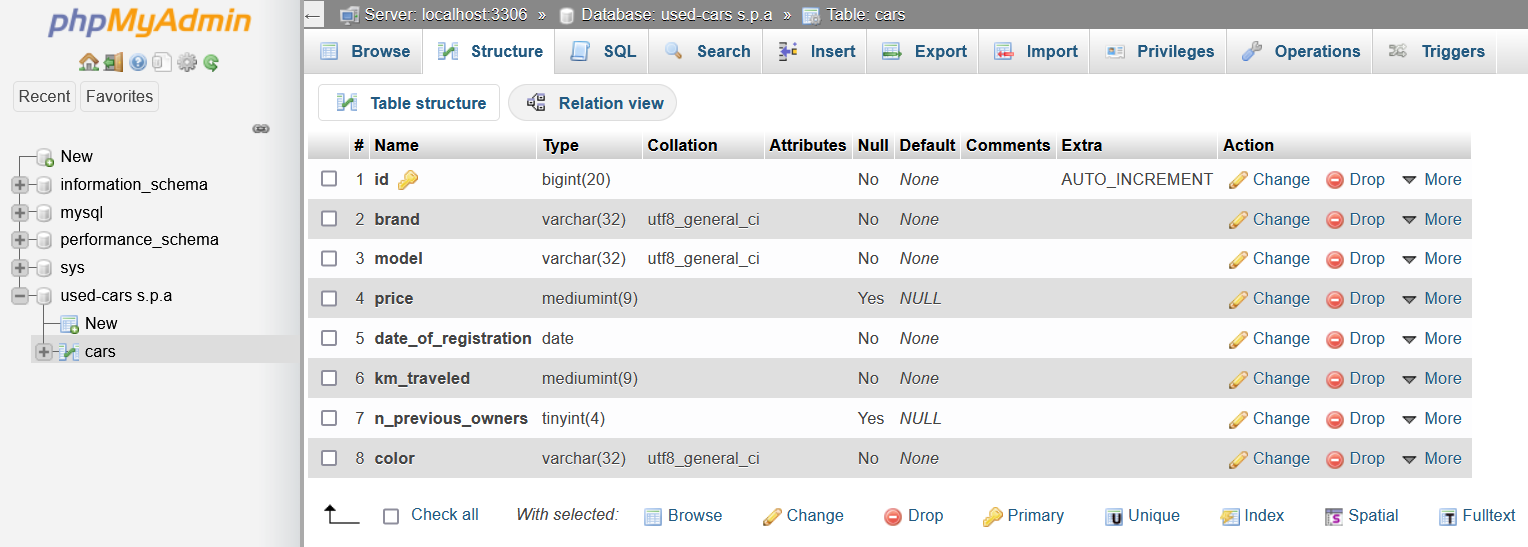 phpMyAdmin
Recent Favorites
New
information_schema
mysql
performance_schema
sys
used-cars s.p.a
New
cars
← Server: localhost:3306 » Database: used-cars s.p.a » Table: cars
Browse Structure SQL Search Insert Export Import Privileges Operations Triggers
Table structure Relation view
# Name Type Collation Attributes Null Default Comments Extra Action
1 id bigint(20) No None AUTO_INCREMENT Change Drop More
2 brand varchar(32) utf8_general_ci No None Change Drop More
3 model varchar(32) utf8_general_ci No None Change Drop More
4 price mediumint(9) Yes NULL Change Drop More
5 date_of_registration date No None Change Drop More
6 km_traveled mediumint(9) No None Change Drop More
7 n_previous_owners tinyint(4) Yes NULL Change Drop More
8 color varchar(32) utf8_general_ci No None Change Drop More
Check all With selected: Browse Change Drop Primary Unique Index Spatial Fulltext